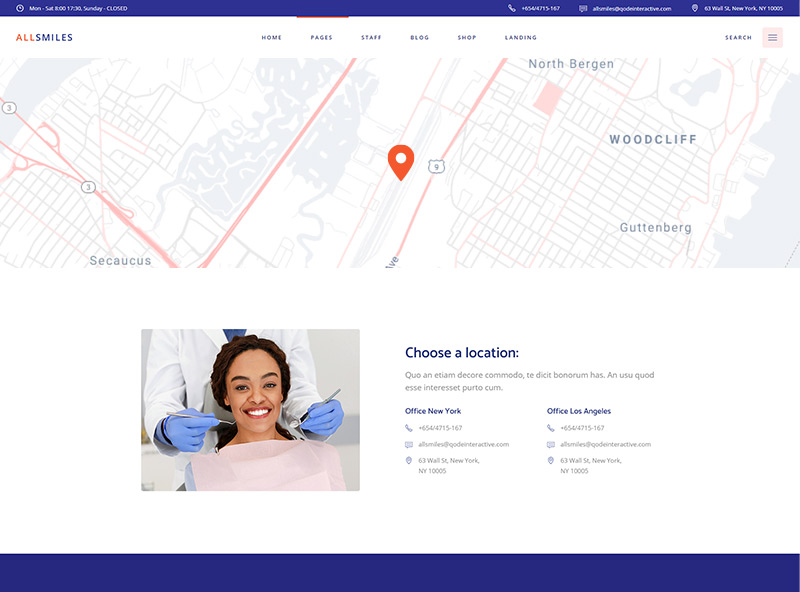 Mon - Sat 8:00 17:30, Sunday - CLOSED
+654/4715-167
allsmiles@qodeinteractive.com
63 Wall St, New York, NY 10005
ALLSMILES
HOME
PAGES
STAFF
BLOG
SHOP
LANDING
SEARCH
North Bergen
3
WOODCLIFF
9
3
Guttenberg
Secaucus
Ave
Choose a location:
Quo an etiam decore commodo, te dicit bonorum has. An usu quod
esse interesset purto cum.
Office New York
+654/4715-167
allsmiles@qodeinteractive.com
63 Wall St, New York,
NY 10005
Office Los Angeles
+654/4715-167
allsmiles@qodeinteractive.com
63 Wall St, New York,
NY 10005